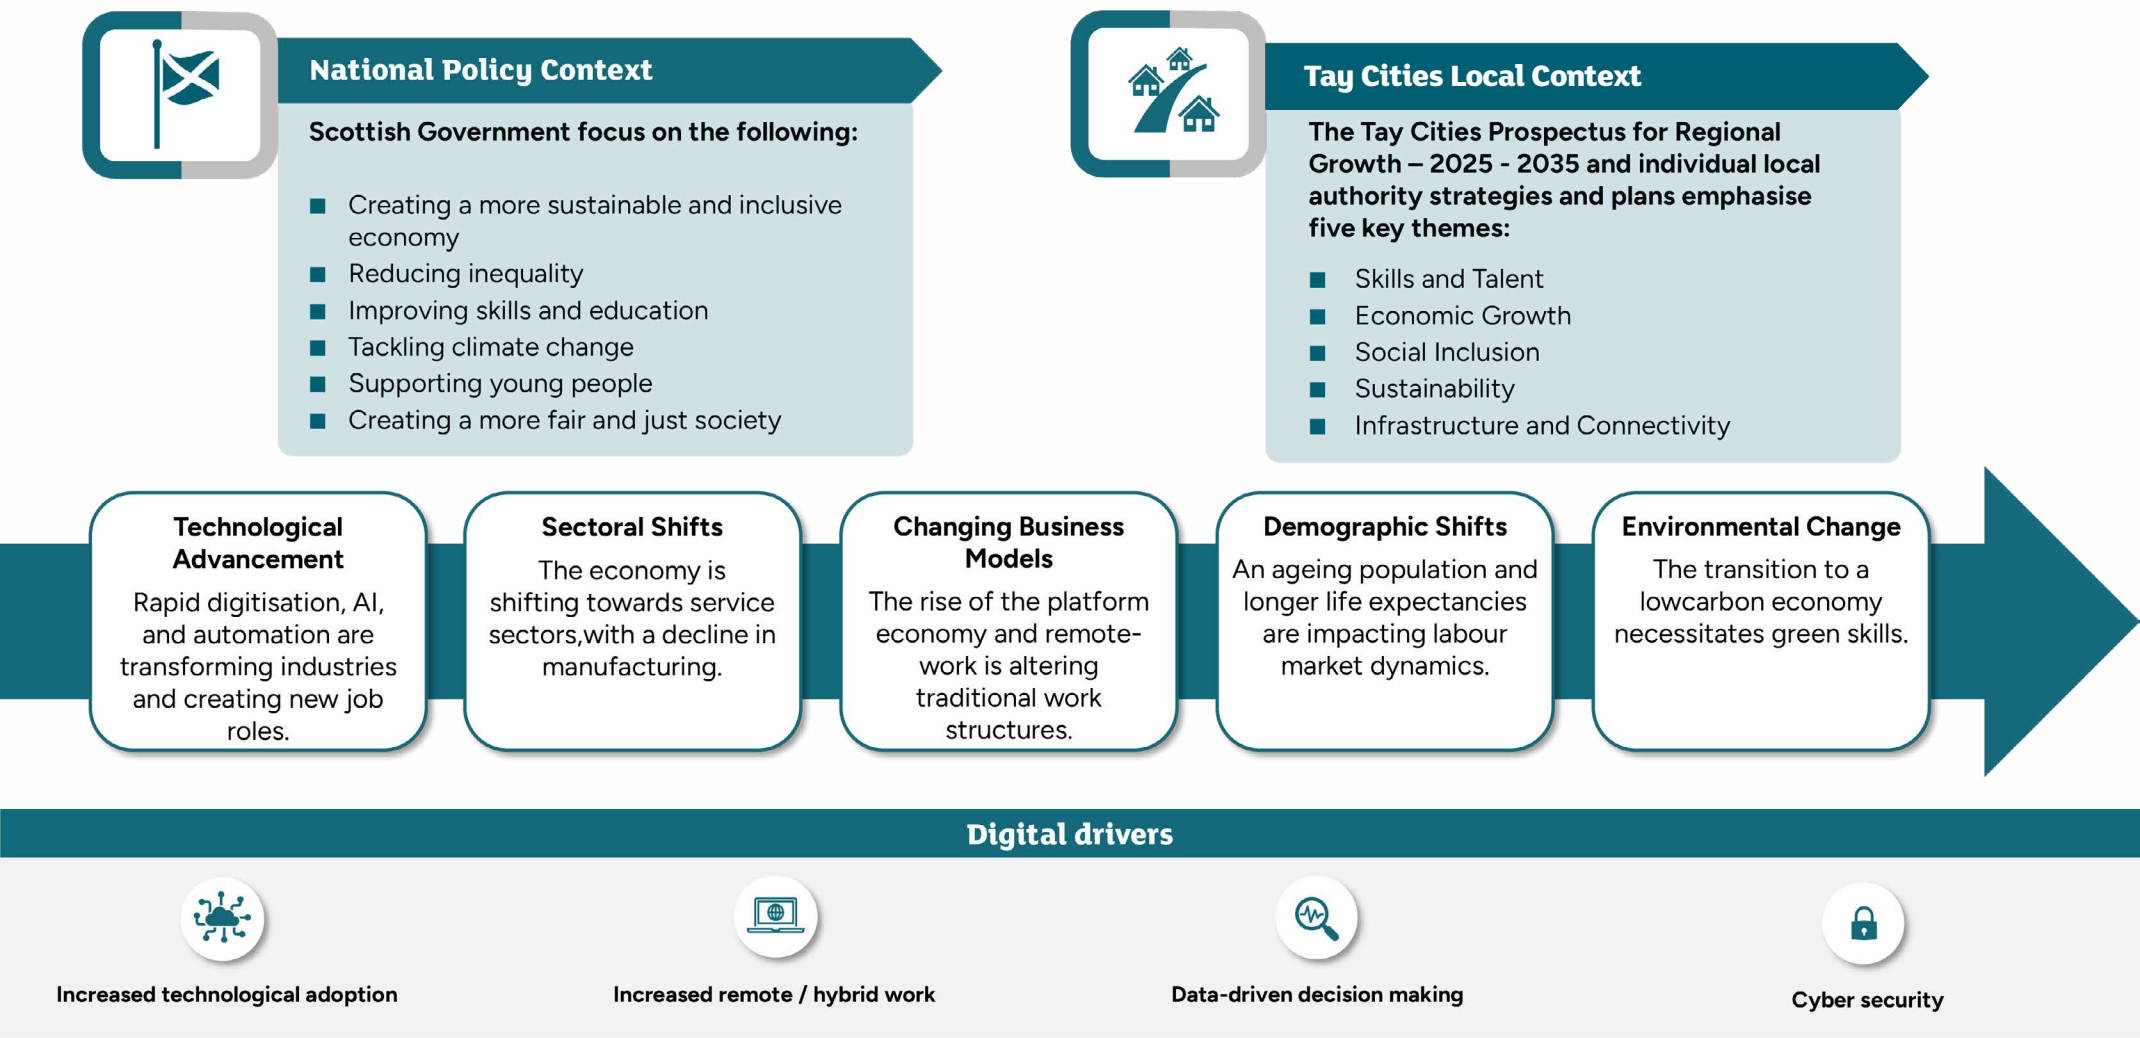 National Policy Context
Scottish Government focus on the following:
■ Creating a more sustainable and inclusive
economy
■ Reducing inequality
■ Improving skills and education
■ Tackling climate change
■ Supporting young people
■ Creating a more fair and just society
Tay Cities Local Context
The Tay Cities Prospectus for Regional
Growth – 2025 - 2035 and individual local
authority strategies and plans emphasise
five key themes:
■ Skills and Talent
■ Economic Growth
■ Social Inclusion
■ Sustainability
■ Infrastructure and Connectivity
Technological
Advancement
Rapid digitisation, AI,
and automation are
transforming industries
and creating new job
roles.
Sectoral Shifts
The economy is
shifting towards service
sectors,with a decline in
manufacturing.
Changing Business
Models
The rise of the platform
economy and remote-
work is altering
traditional work
structures.
Demographic Shifts
An ageing population and
longer life expectancies
are impacting labour
market dynamics.
Environmental Change
The transition to a
lowcarbon economy
necessitates green skills.
Digital drivers
Increased technological adoption
Increased remote / hybrid work
Data-driven decision making
Cyber security